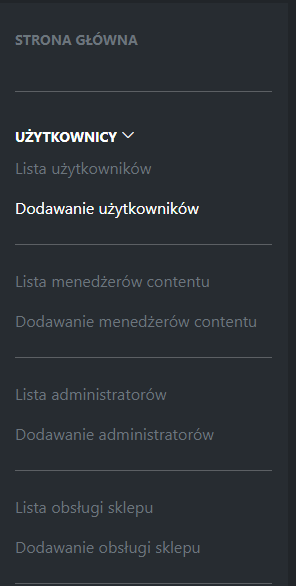 STRONA GŁÓWNA
UŻYTKOWNICY
Lista użytkowników
Dodawanie użytkowników
Lista menedżerów contentu
Dodawanie menedżerów contentu
Lista administratorów
Dodawanie administratorów
Lista obsługi sklepu
Dodawanie obsługi sklepu